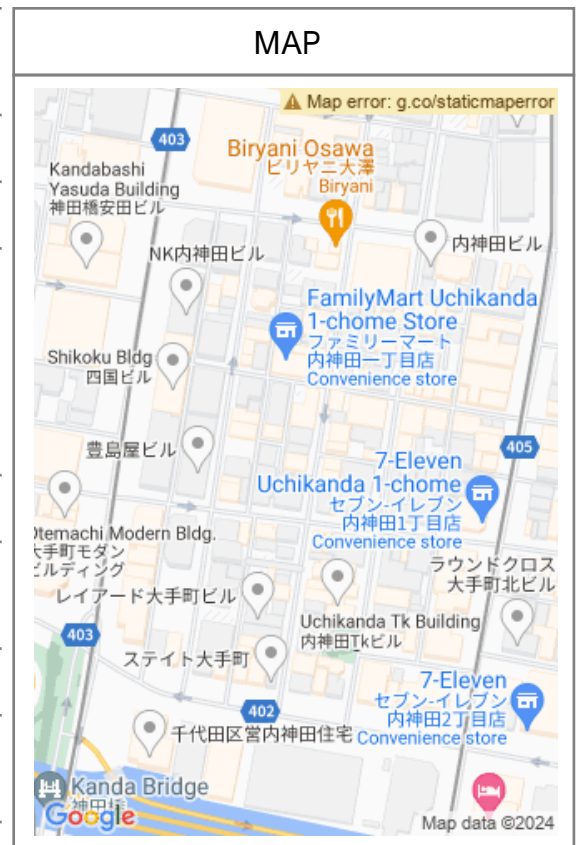 MAP
Map error: g.co/staticmaperror
403
Biryani Osawa
ビリヤニ大澤
Biryani
Kandabashi
Yasuda Building
神田橋安田ビル
内神田ビル
NK内神田ビル
FamilyMart Uchikanda
1-chome Store
ファミリーマート
内神田一丁目店
Convenience store
Shikoku Bldg
四国ビル
豊島屋ビル
405
7-Eleven
Uchikanda 1-chome
セブン-イレブン
内神田1丁目店
Convenience store
Otemachi Modern Bldg.
大手町モダン
ビルディング
ラウンドクロス
大手町北ビル
レイアード大手町ビル
Uchikanda Tk Building
内神田Tkビル
403
ステイト大手町
7-Eleven
セブン-イレブン
内神田2丁目店
Convenience store
402
千代田区営内神田住宅
Kanda Bridge
神田橋
Google
Map data ©2024